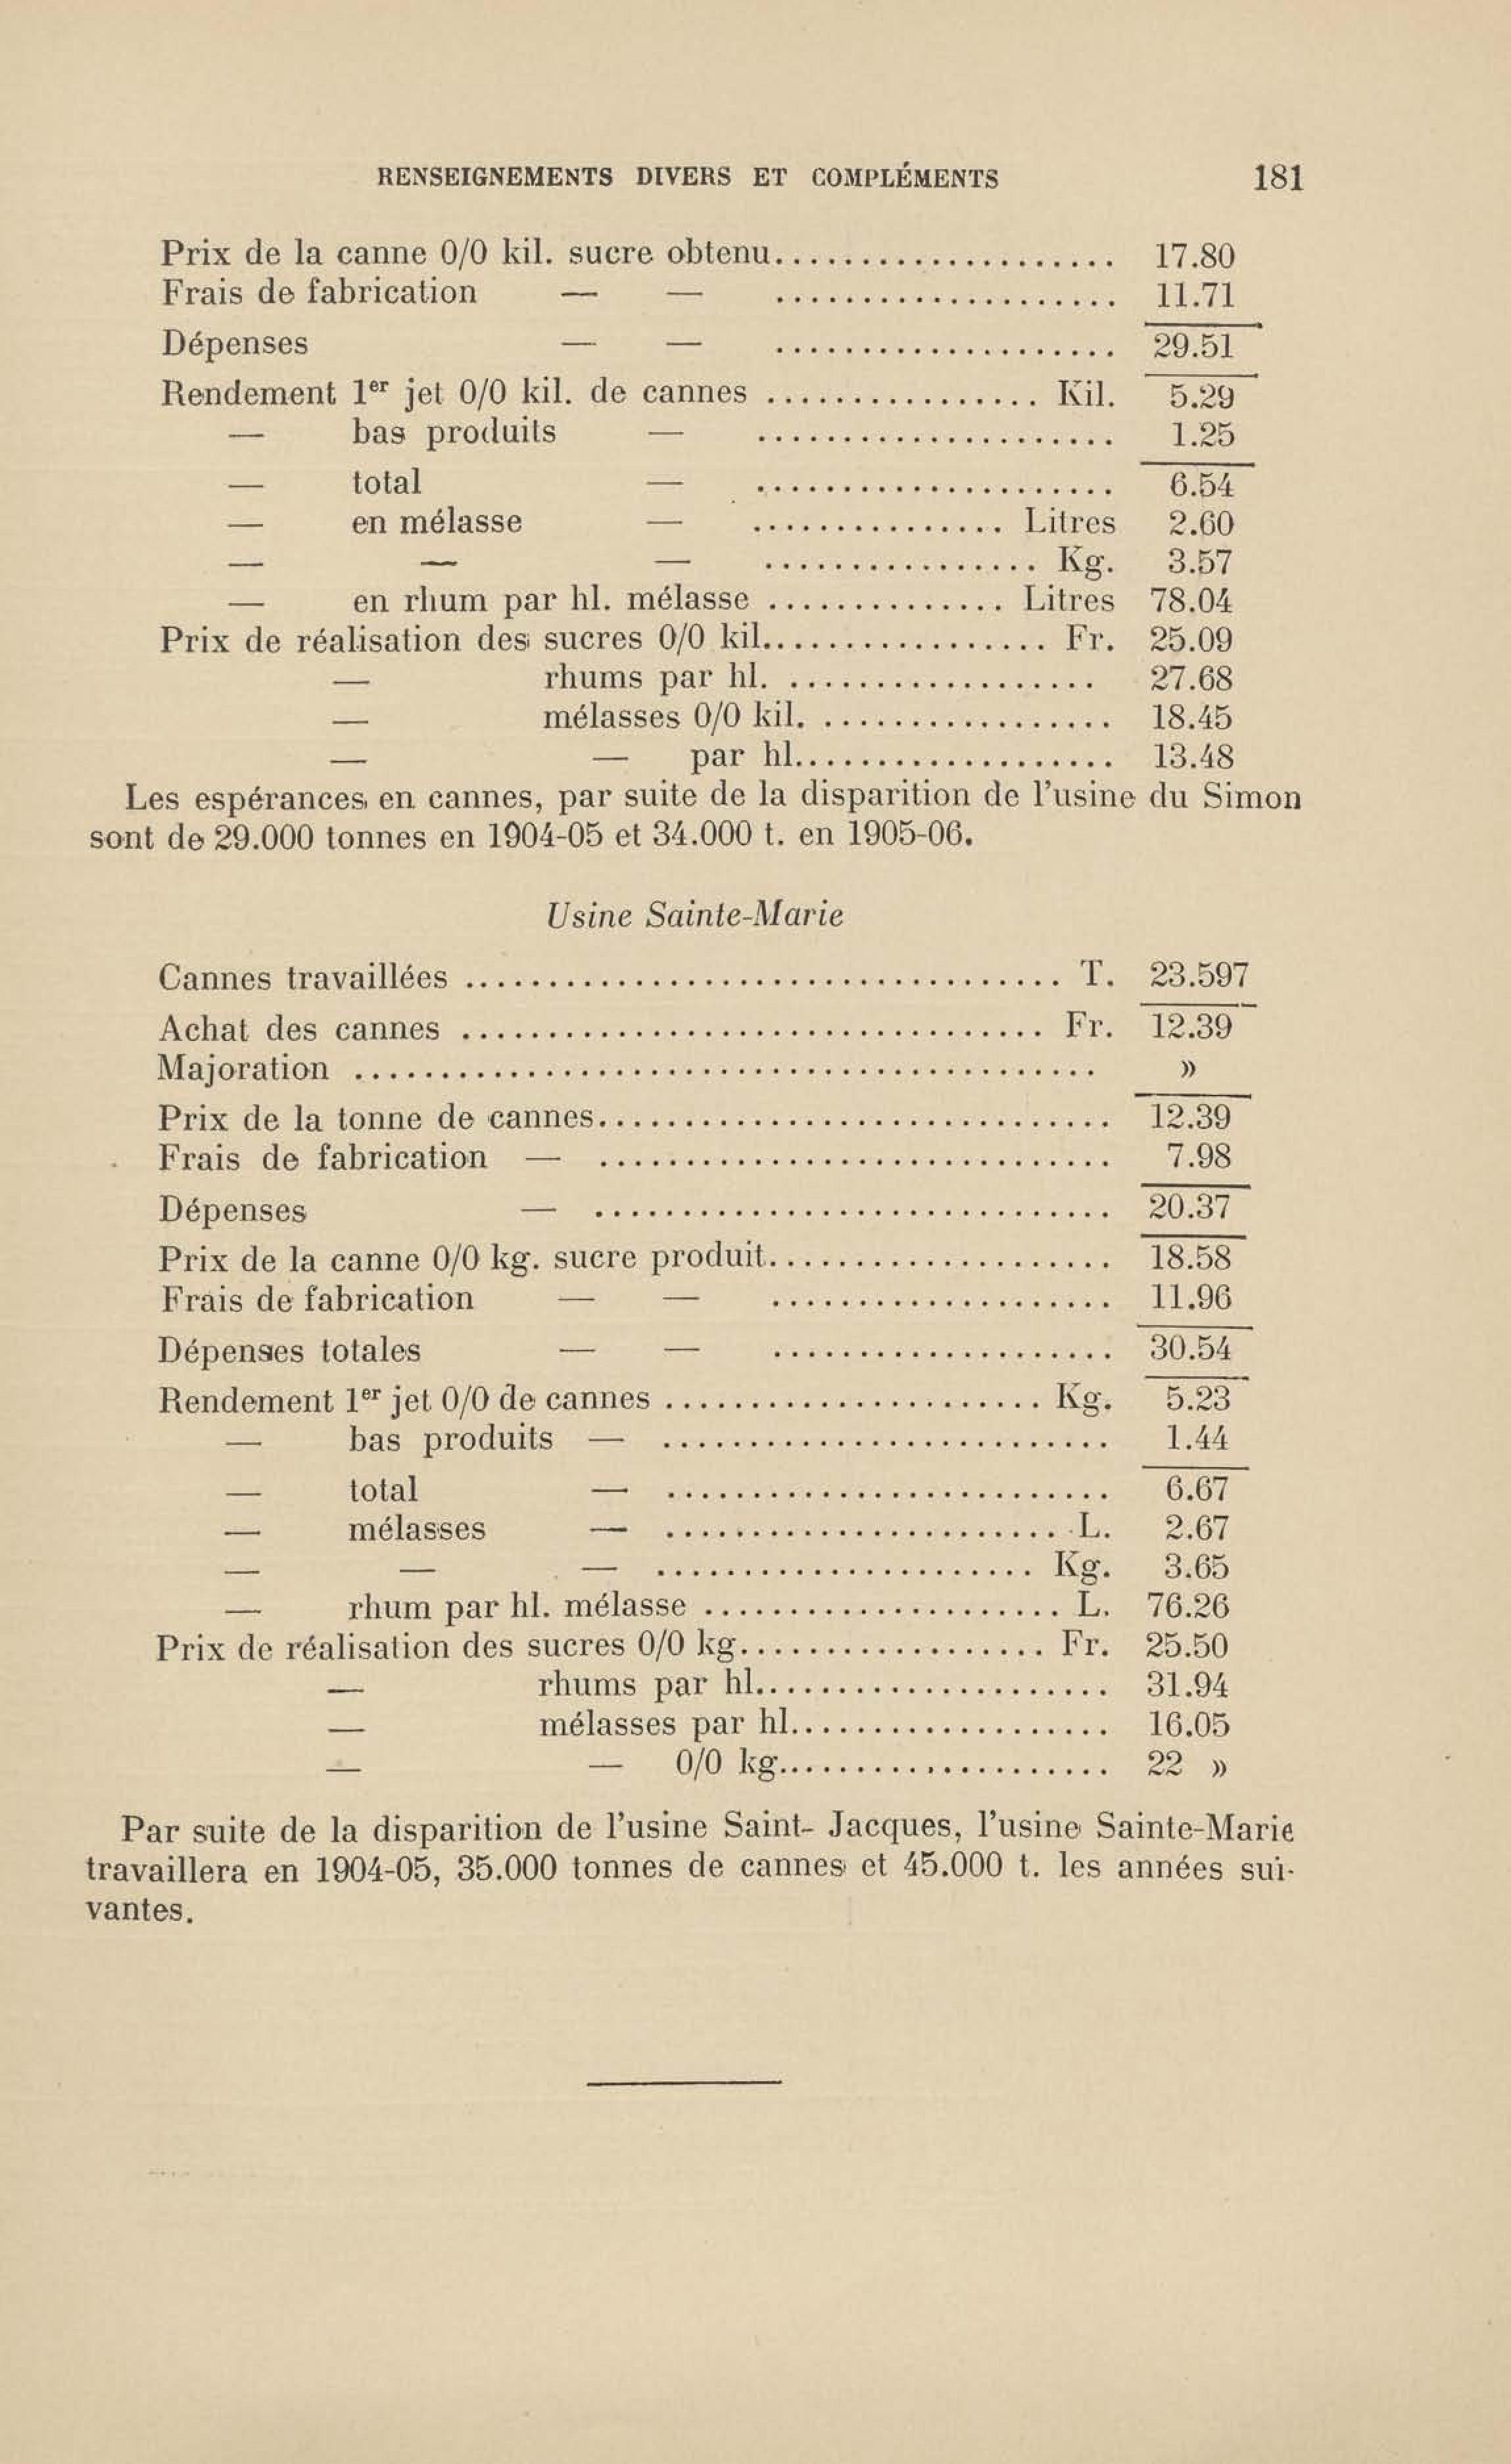 RENSEIGNEMENTS DIVERS ET COMPLÉMENTS 181
Prix de la canne 0/0 kil. sucre obtenu.................... 17.80
Frais de fabrication — — .................... 11.71
Dépenses — — .................... 29.51
Rendement 1er jet 0/0 kil. de cannes ................ Kil. 5.29
— bas produits — ..................... 1.25
— total — ..................... 6.54
— en mélasse — ............... Litres 2.60
— — — ................ Kg. 3.57
— en rhum par hl. mélasse .............. Litres 78.04
Prix de réalisation des sucres 0/0 kil................. Fr. 25.09
— rhums par hl. .................. 27.68
— mélasses 0/0 kil. ................. 18.45
— — par hl................... 13.48
Les espérances en cannes, par suite de la disparition de l'usine du Simon
sont de 29.000 tonnes en 1904-05 et 34.000 t. en 1905-06.
Usine Sainte-Marie
Cannes travaillées ................................... T. 23.597
Achat des cannes .................................. Fr. 12.39
Majoration ............................................ »
Prix de la tonne de cannes.............................. 12.39
Frais de fabrication — .............................. 7.98
Dépenses — .............................. 20.37
Prix de la canne 0/0 kg. sucre produit.................... 18.58
Frais de fabrication — — .................... 11.96
Dépenses totales — — .................... 30.54
Rendement 1er jet 0/0 de cannes ...................... Kg. 5.23
— bas produits — .......................... 1.44
— total — .......................... 6.67
— mélasses — ....................... L. 2.67
— — — ...................... Kg. 3.65
— rhum par hl. mélasse ..................... L. 76.26
Prix de réalisation des sucres 0/0 kg.................. Fr. 25.50
— rhums par hl..................... 31.94
— mélasses par hl................... 16.05
— — 0/0 kg.................... 22 »
Par suite de la disparition de l'usine Saint- Jacques, l'usine Sainte-Marie
travaillera en 1904-05, 35.000 tonnes de cannes et 45.000 t. les années sui-
vantes.